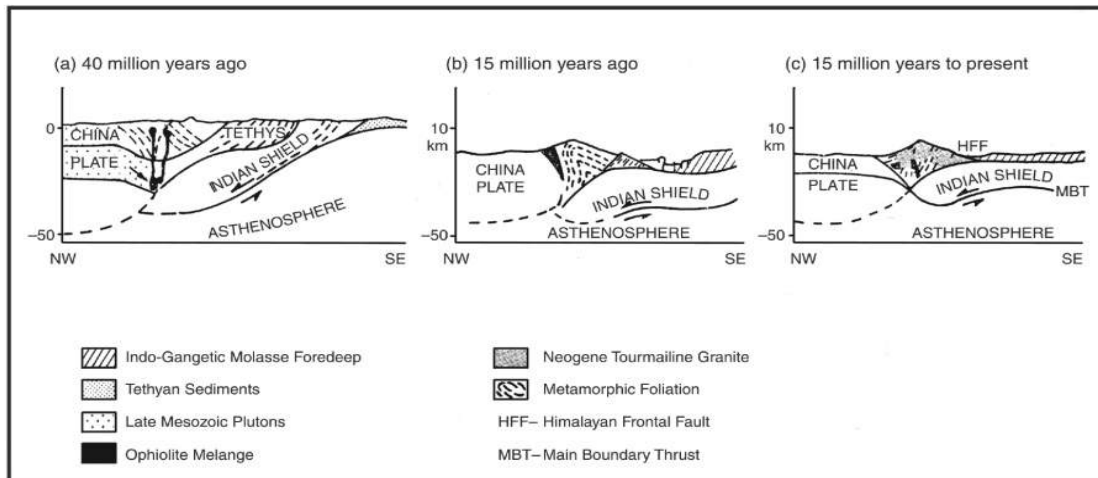 (a) 40 million years ago
0
CHINA
TETHYS
PLATE
INDIAN SHIELD
ASTHENOSPHERE
–50
NW
SE
(b) 15 million years ago
10
km
CHINA
PLATE
INDIAN SHIELD
–50
ASTHENOSPHERE
NW
SE
(c) 15 million years to present
10
km
HFF
CHINA
PLATE
INDIAN SHIELD
MBT
–50
ASTHENOSPHERE
NW
SE
Indo-Gangetic Molasse Foredeep
Tethyan Sediments
Late Mesozoic Plutons
Ophiolite Melange
Neogene Tourmailine Granite
Metamorphic Foliation
HFF– Himalayan Frontal Fault
MBT– Main Boundary Thrust